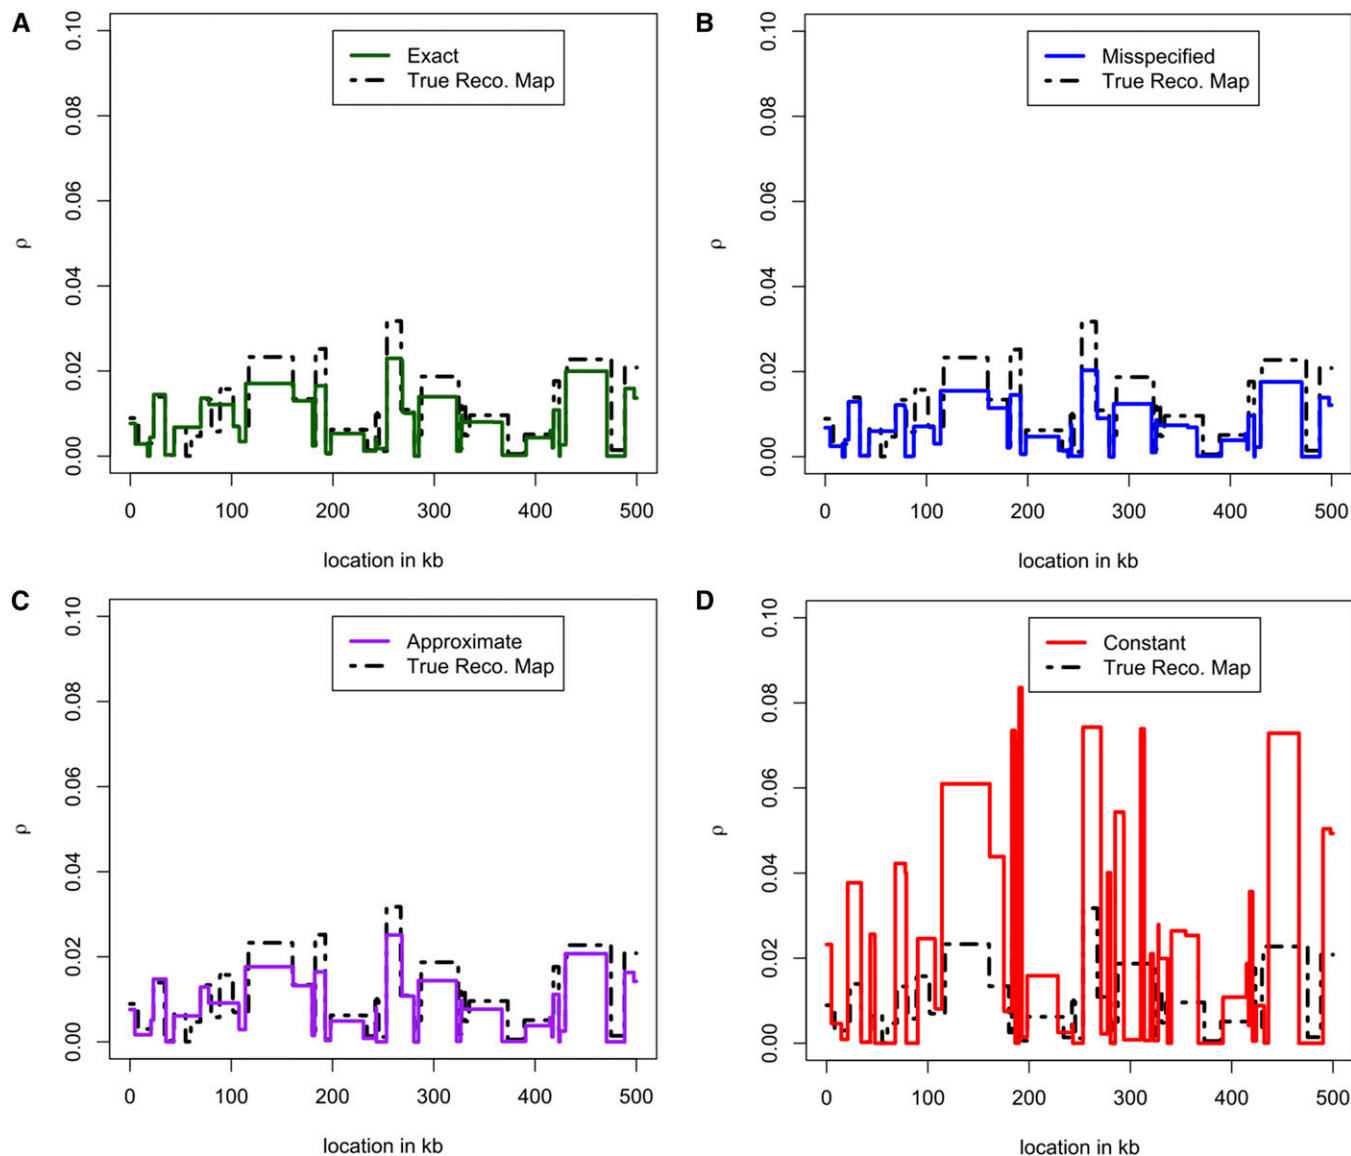 A
Exact
True Reco. Map
ρ
0.00 0.02 0.04 0.06 0.08 0.10
0 100 200 300 400 500
location in kb
B
Misspecified
True Reco. Map
ρ
0.00 0.02 0.04 0.06 0.08 0.10
0 100 200 300 400 500
location in kb
C
Approximate
True Reco. Map
ρ
0.00 0.02 0.04 0.06 0.08 0.10
0 100 200 300 400 500
location in kb
D
Constant
True Reco. Map
ρ
0.00 0.02 0.04 0.06 0.08 0.10
0 100 200 300 400 500
location in kb